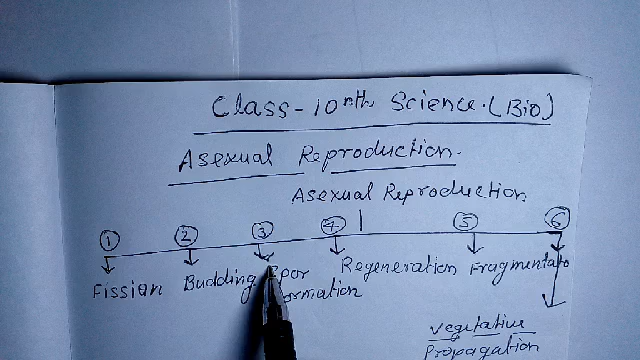 Class-10nth Science.(Bio)
Asexual Reproduction.
Asexual Reproduction
1 2 3 4 5 6
Fission Budding Spor Regeneration Fragmentatio
ormation
vegetative
Propagation